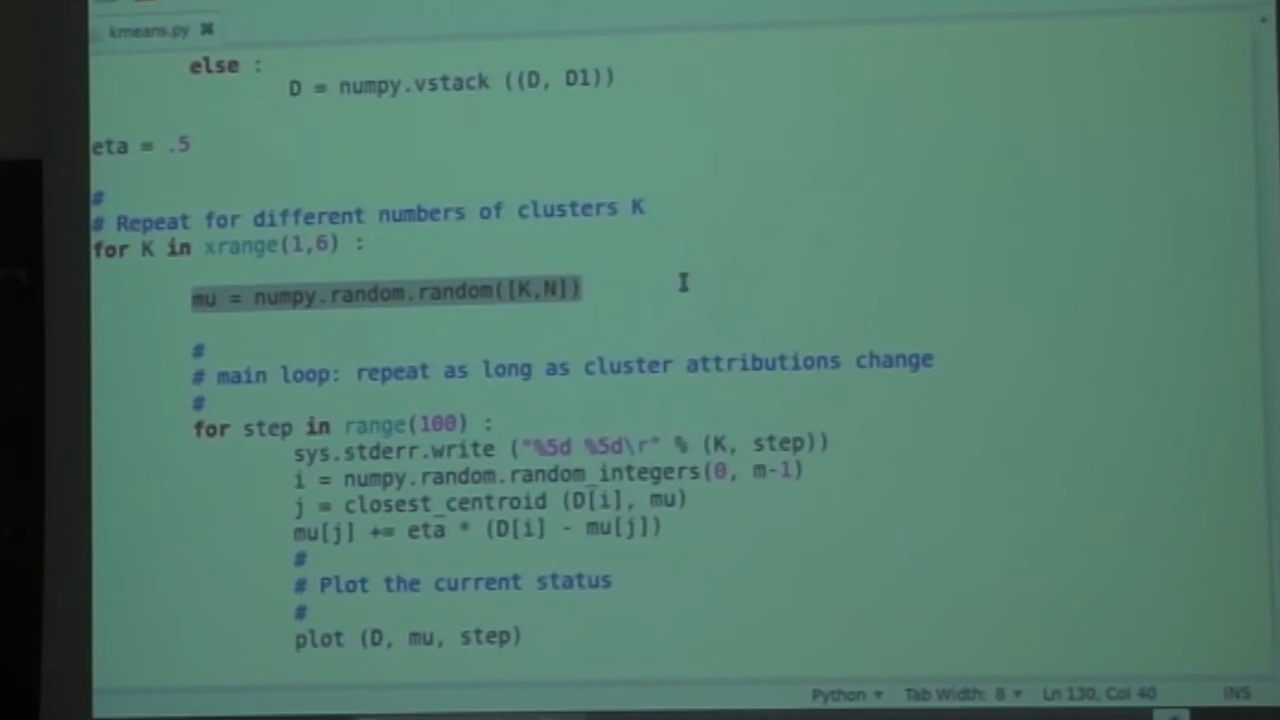 kmeans.py ✖
else :
D = numpy.vstack ((D, D1))
eta = .5
#
# Repeat for different numbers of clusters K
for K in xrange(1,6) :
mu = numpy.random.random([K,N])
#
# main loop: repeat as long as cluster attributions change
#
for step in range(100) :
sys.stderr.write ("%5d %5d\r" % (K, step))
i = numpy.random.random_integers(0, m-1)
j = closest_centroid (D[i], mu)
mu[j] += eta * (D[i] - mu[j])
#
# Plot the current status
#
plot (D, mu, step)
Python ▾ Tab Width: 8 ▾ Ln 130, Col 40 INS